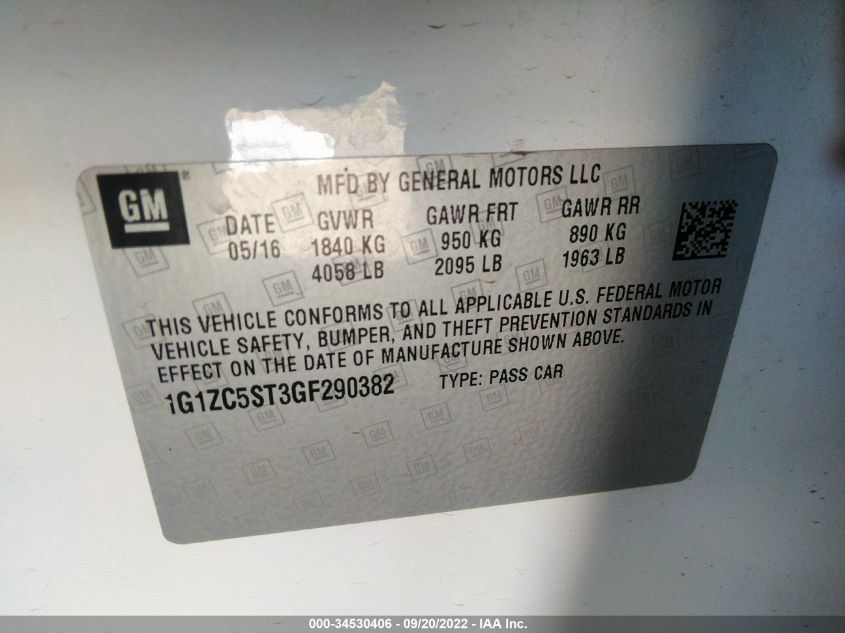 GM ®
MFD BY GENERAL MOTORS LLC
DATE GVWR GAWR FRT GAWR RR
05/16 1840 KG 950 KG 890 KG
4058 LB 2095 LB 1963 LB
THIS VEHICLE CONFORMS TO ALL APPLICABLE U.S. FEDERAL MOTOR
VEHICLE SAFETY, BUMPER, AND THEFT PREVENTION STANDARDS IN
EFFECT ON THE DATE OF MANUFACTURE SHOWN ABOVE.
1G1ZC5ST3GF290382 TYPE: PASS CAR
000-34530406 - 09/20/2022 - IAA Inc.